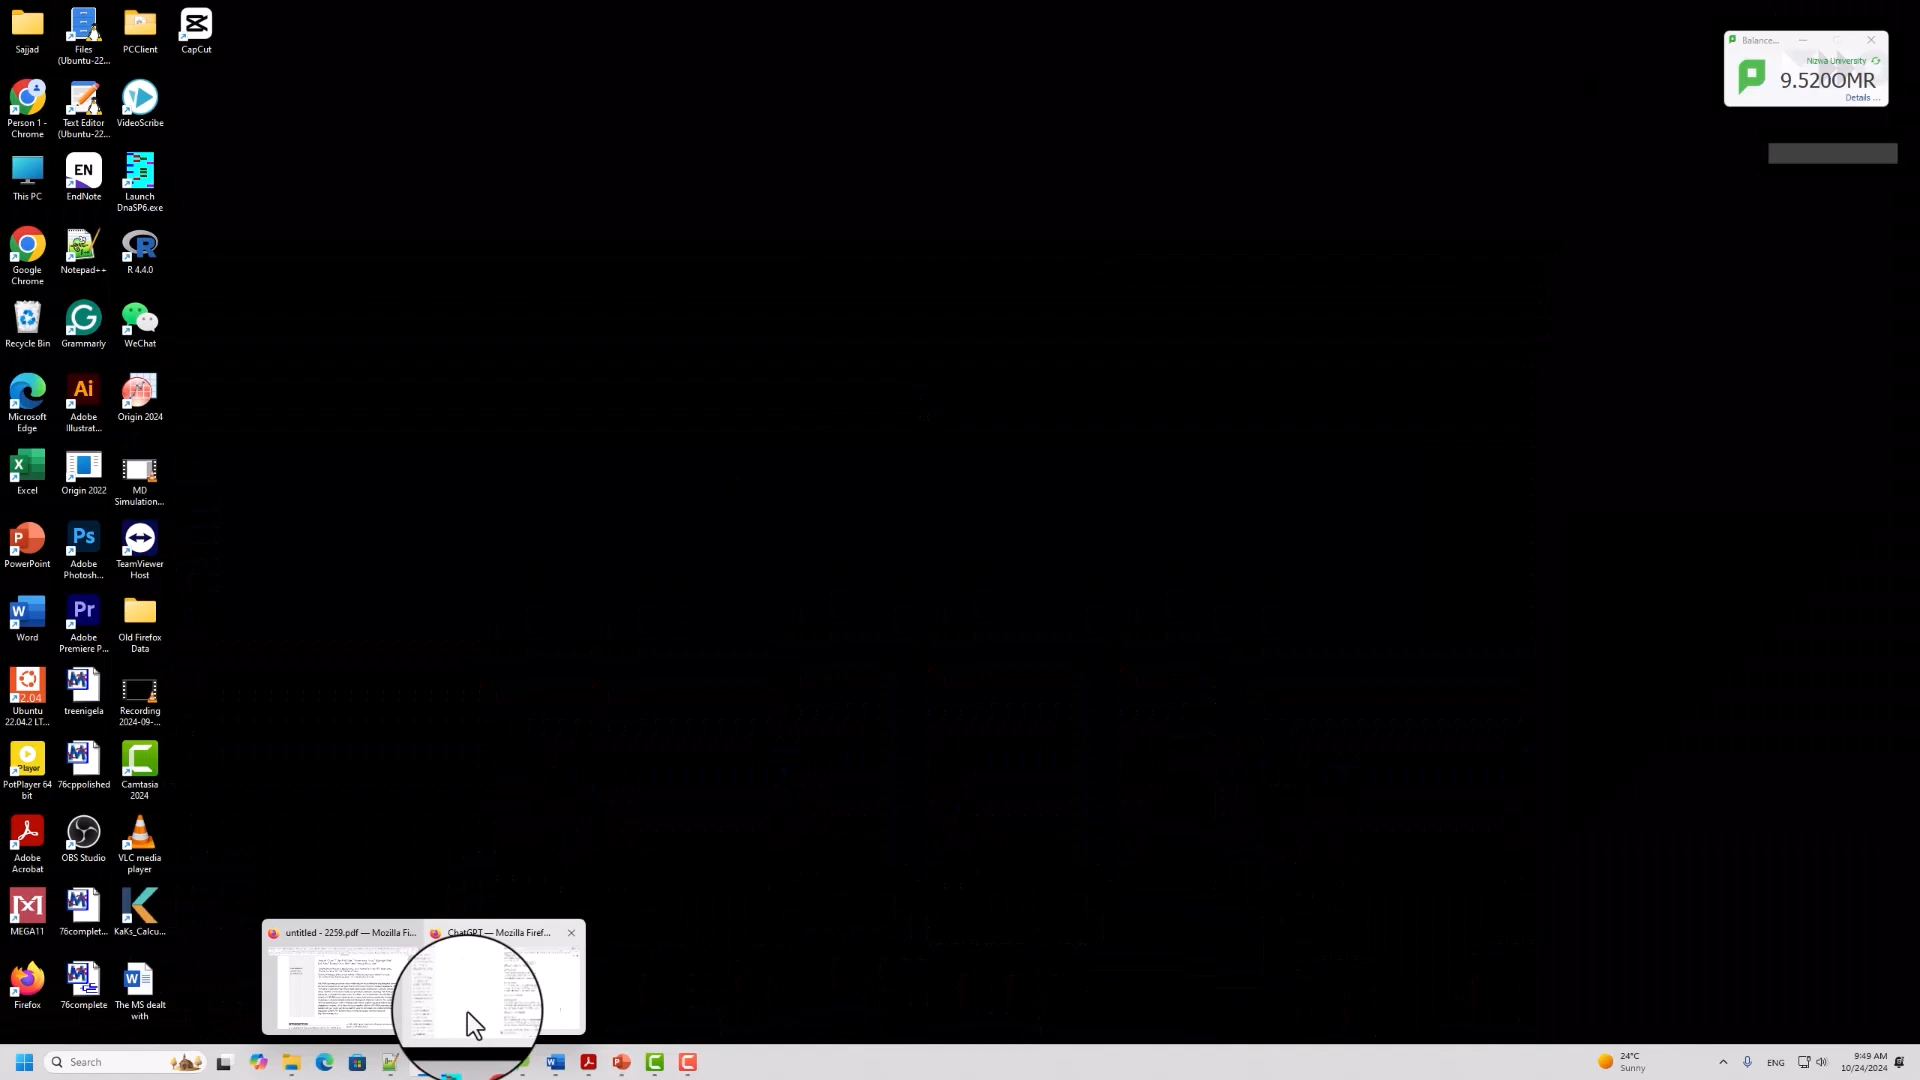 Sajjad
Files
(Ubuntu-22...
PCClient
CapCut
Person 1 -
Chrome
Text Editor
(Ubuntu-22...
VideoScribe
This PC
EN
EndNote
Launch
DnaSP6.exe
Google
Chrome
Notepad++
R 4.4.0
Recycle Bin
Grammarly
WeChat
Microsoft
Edge
Ai
Adobe
Illustrat...
Origin 2024
Excel
Origin 2022
MD
Simulation...
PowerPoint
Ps
Adobe
Photosh...
TeamViewer
Host
Word
Pr
Adobe
Premiere P...
Old Firefox
Data
Ubuntu
22.04.2 LT...
treenigela
Recording
2024-09-...
PotPlayer 64
bit
76cppolished
Camtasia
2024
Adobe
Acrobat
OBS Studio
VLC media
player
MEGA11
76complet...
KaKs_Calcu...
Firefox
76complete
The MS dealt
with
Balance...
Nizwa University
9.520OMR
Details ...
untitled - 2259.pdf — Mozilla Fi...
ChatGPT — Mozilla Firef...
Search
24°C
Sunny
ENG
9:49 AM
10/24/2024